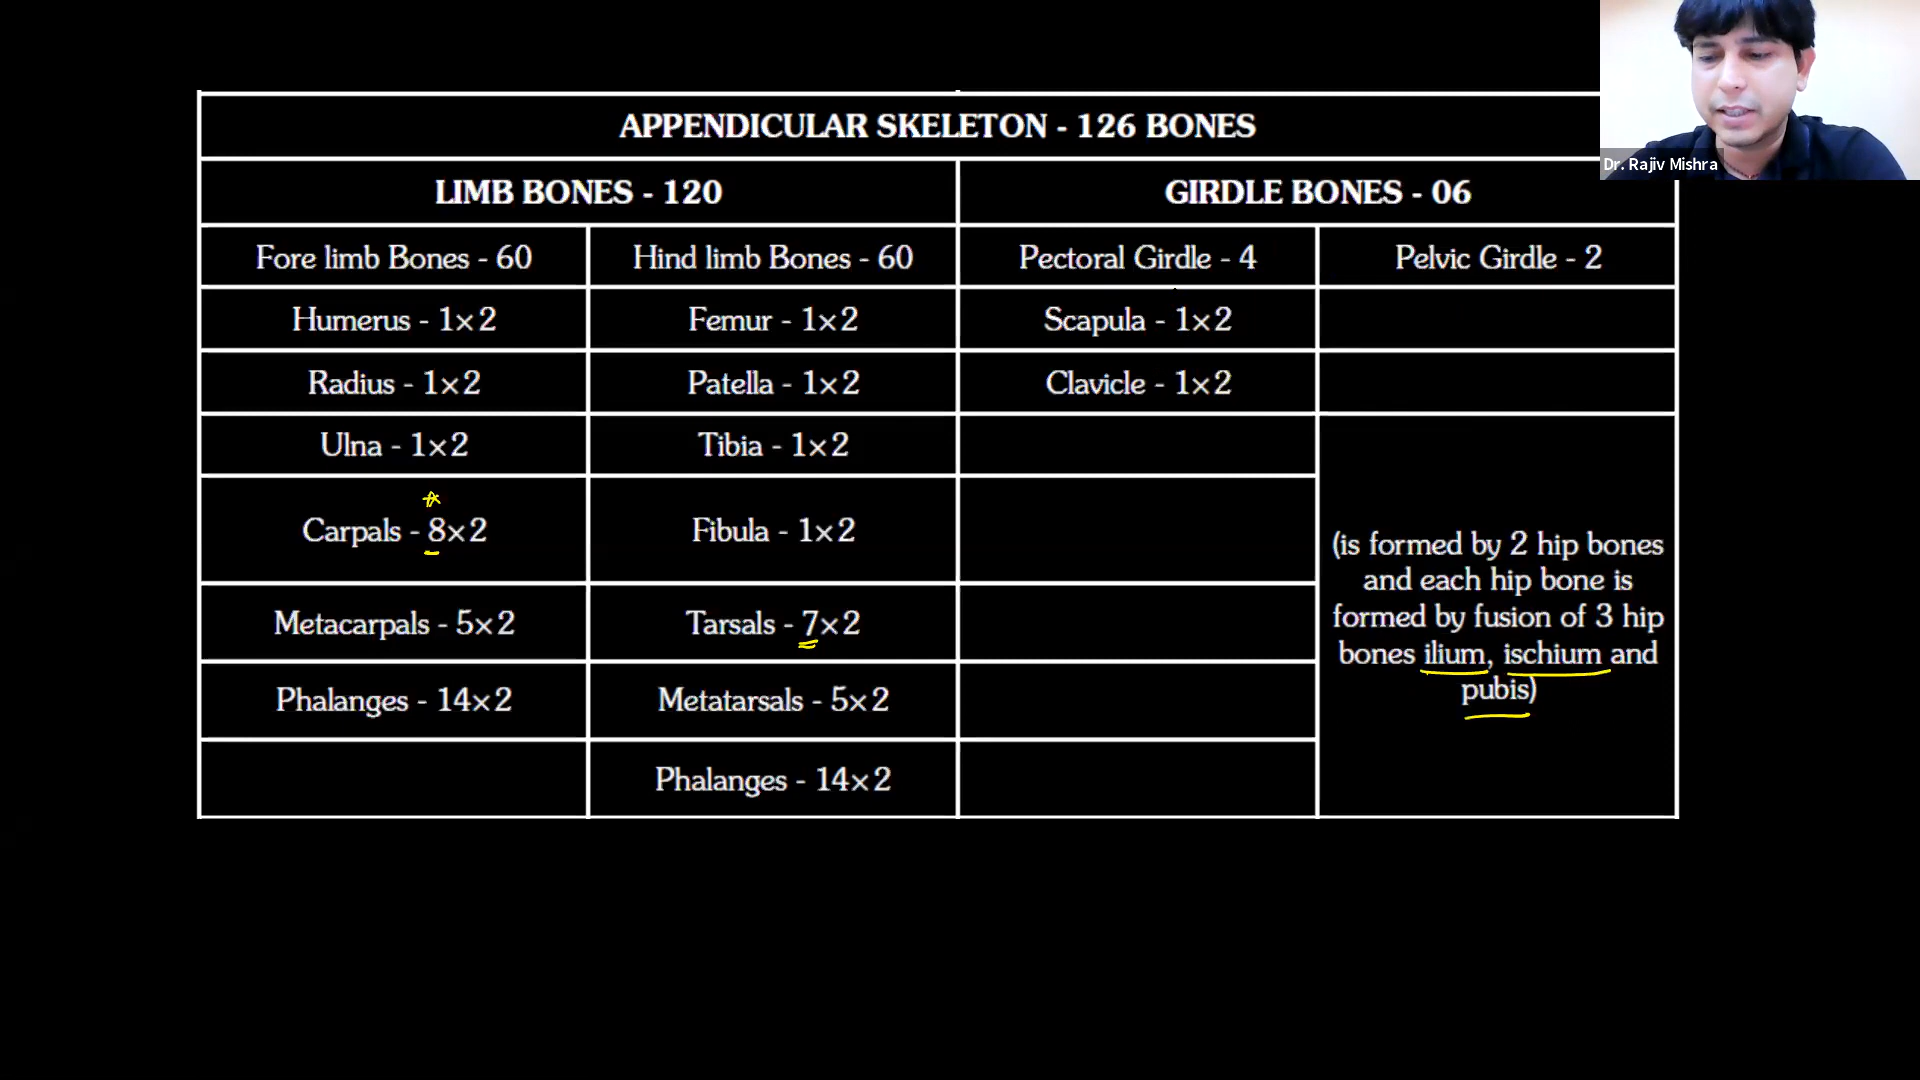 APPENDICULAR SKELETON - 126 BONES
Dr. Rajiv Mishra
LIMB BONES - 120
GIRDLE BONES - 06
Fore limb Bones - 60
Hind limb Bones - 60
Pectoral Girdle - 4
Pelvic Girdle - 2
Humerus - 1×2
Femur - 1×2
Scapula - 1×2
Radius - 1×2
Patella - 1×2
Clavicle - 1×2
Ulna - 1×2
Tibia - 1×2
Carpals - 8×2
Fibula - 1×2
Metacarpals - 5×2
Tarsals - 7×2
Phalanges - 14×2
Metatarsals - 5×2
Phalanges - 14×2
(is formed by 2 hip bones
and each hip bone is
formed by fusion of 3 hip
bones ilium, ischium and
pubis)